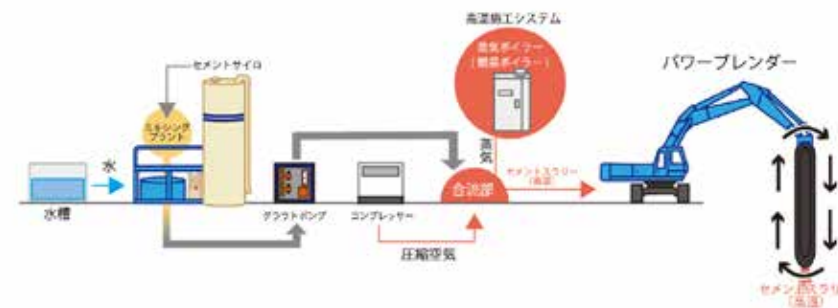 高温施工システム
蒸気ボイラー
(簡易ボイラー)
パワーブレンダー
セメントサイロ
ミキシング
プラント
水
蒸気
セメントスラリー
(高温)
合流部
水槽
グラウトポンプ
コンプレッサー
圧縮空気
セメントスラリー
(高温)